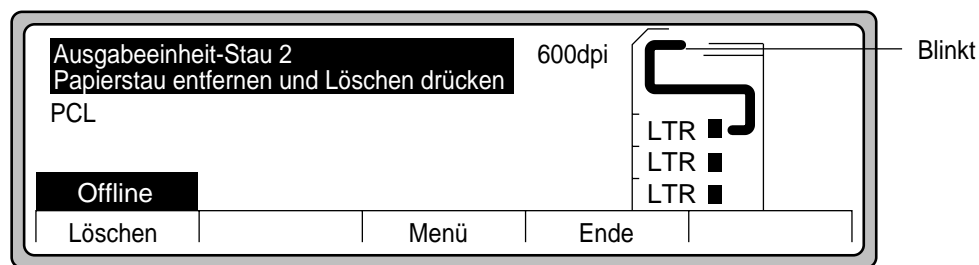 Ausgabeeinheit-Stau 2
Papierstau entfernen und Löschen drücken
600dpi
Blinkt
PCL
LTR
LTR
LTR
Offline
Löschen
Menü
Ende